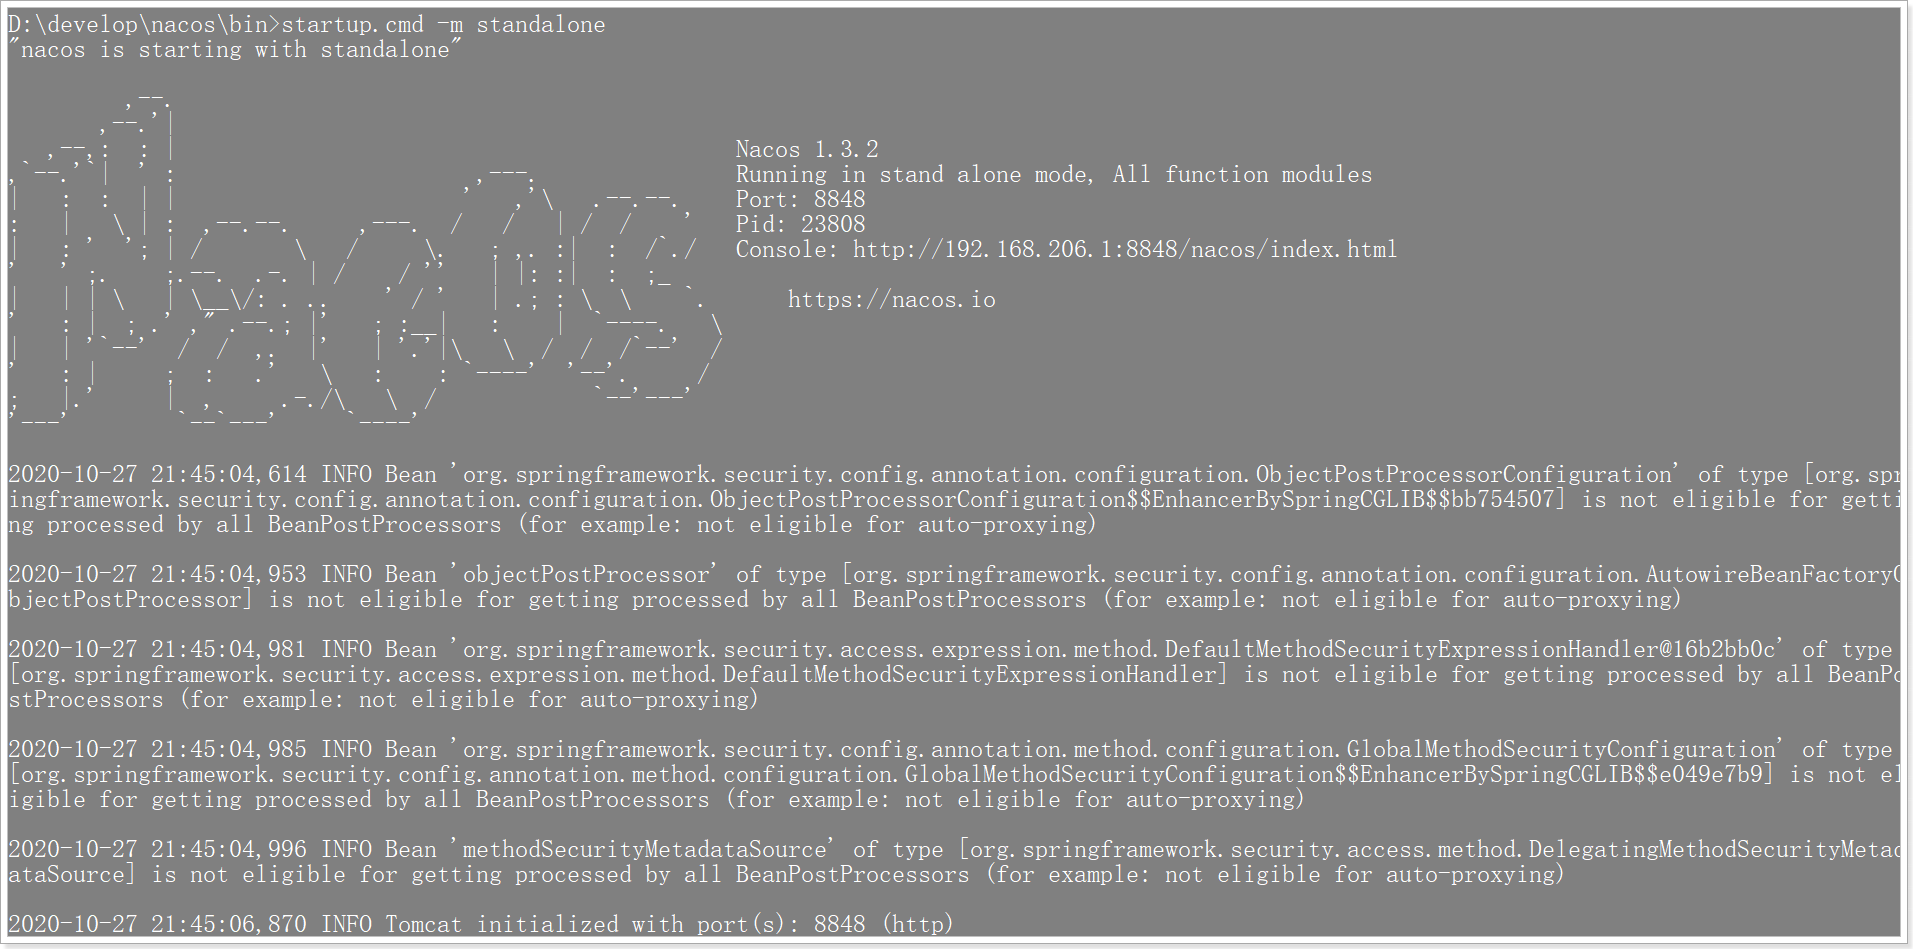 D:\develop\nacos\bin>startup.cmd -m standalone
"nacos is starting with standalone"
Nacos 1.3.2
Running in stand alone mode, All function modules
Port: 8848
Pid: 23808
Console: http://192.168.206.1:8848/nacos/index.html
https://nacos.io
2020-10-27 21:45:04,614 INFO Bean 'org.springframework.security.config.annotation.configuration.ObjectPostProcessorConfiguration' of type [org.spr
ingframework.security.config.annotation.configuration.ObjectPostProcessorConfiguration$$EnhancerBySpringCGLIB$$bb754507] is not eligible for getti
ng processed by all BeanPostProcessors (for example: not eligible for auto-proxying)
2020-10-27 21:45:04,953 INFO Bean 'objectPostProcessor' of type [org.springframework.security.config.annotation.configuration.AutowireBeanFactoryO
bjectPostProcessor] is not eligible for getting processed by all BeanPostProcessors (for example: not eligible for auto-proxying)
2020-10-27 21:45:04,981 INFO Bean 'org.springframework.security.access.expression.method.DefaultMethodSecurityExpressionHandler@16b2bb0c' of type
[org.springframework.security.access.expression.method.DefaultMethodSecurityExpressionHandler] is not eligible for getting processed by all BeanPo
stProcessors (for example: not eligible for auto-proxying)
2020-10-27 21:45:04,985 INFO Bean 'org.springframework.security.config.annotation.method.configuration.GlobalMethodSecurityConfiguration' of type
[org.springframework.security.config.annotation.method.configuration.GlobalMethodSecurityConfiguration$$EnhancerBySpringCGLIB$$e049e7b9] is not el
igible for getting processed by all BeanPostProcessors (for example: not eligible for auto-proxying)
2020-10-27 21:45:04,996 INFO Bean 'methodSecurityMetadataSource' of type [org.springframework.security.access.method.DelegatingMethodSecurityMetad
ataSource] is not eligible for getting processed by all BeanPostProcessors (for example: not eligible for auto-proxying)
2020-10-27 21:45:06,870 INFO Tomcat initialized with port(s): 8848 (http)